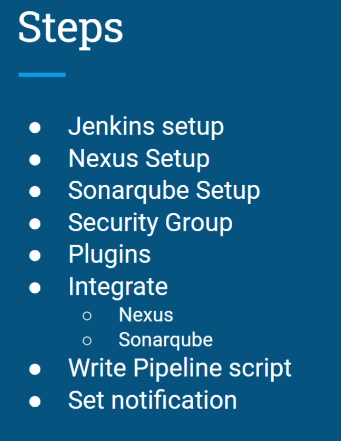 Steps
Jenkins setup
Nexus Setup
Sonarqube Setup
Security Group
Plugins
Integrate
Nexus
Sonarqube
Write Pipeline script
Set notification